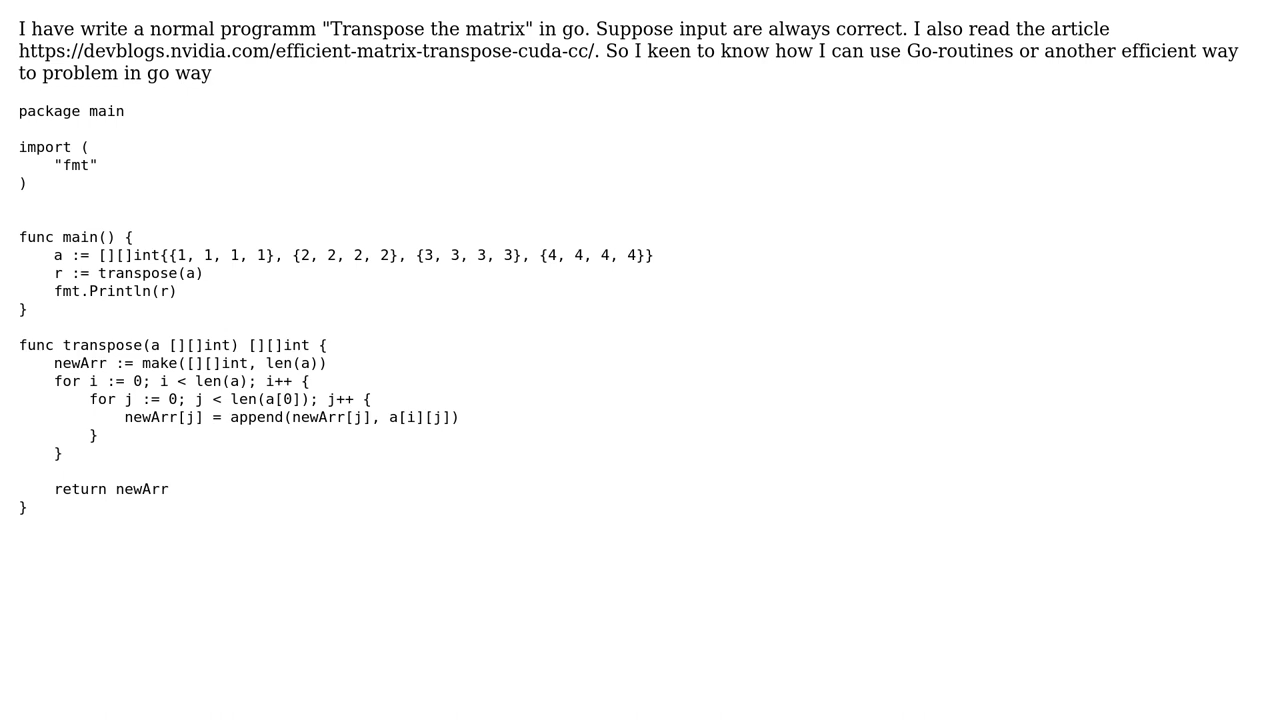 I have write a normal programm "Transpose the matrix" in go. Suppose input are always correct. I also read the article
https://devblogs.nvidia.com/efficient-matrix-transpose-cuda-cc/. So I keen to know how I can use Go-routines or another efficient way
to problem in go way
package main
import (
    "fmt"
)
func main() {
    a := [][]int{{1, 1, 1, 1}, {2, 2, 2, 2}, {3, 3, 3, 3}, {4, 4, 4, 4}}
    r := transpose(a)
    fmt.Println(r)
}
func transpose(a [][]int) [][]int {
    newArr := make([][]int, len(a))
    for i := 0; i < len(a); i++ {
        for j := 0; j < len(a[0]); j++ {
            newArr[j] = append(newArr[j], a[i][j])
        }
    }
    return newArr
}